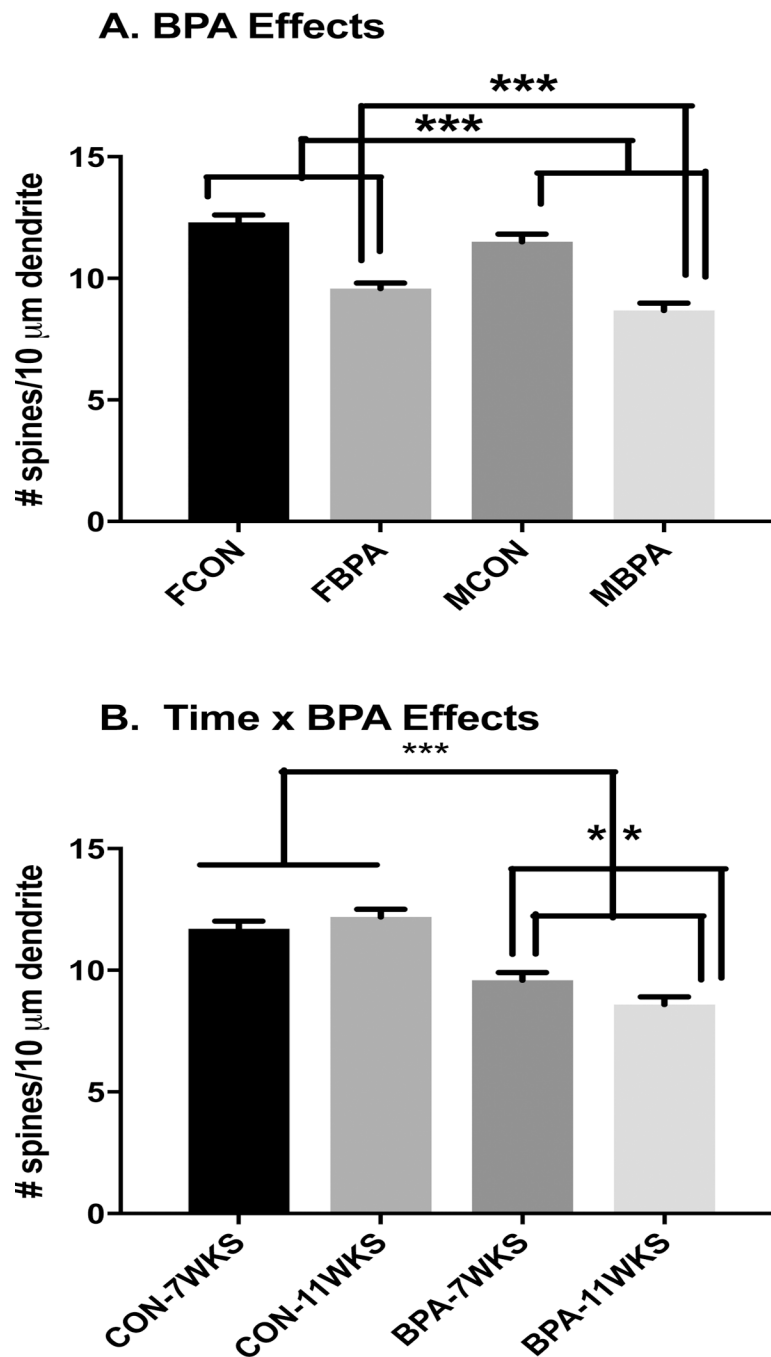 A. BPA Effects
***
***
15
10
5
0
# spines/10 μm dendrite
FCON
FBPA
MCON
MBPA
B. Time x BPA Effects
***
* *
15
10
5
0
# spines/10 μm dendrite
CON-7WKS
CON-11WKS
BPA-7WKS
BPA-11WKS